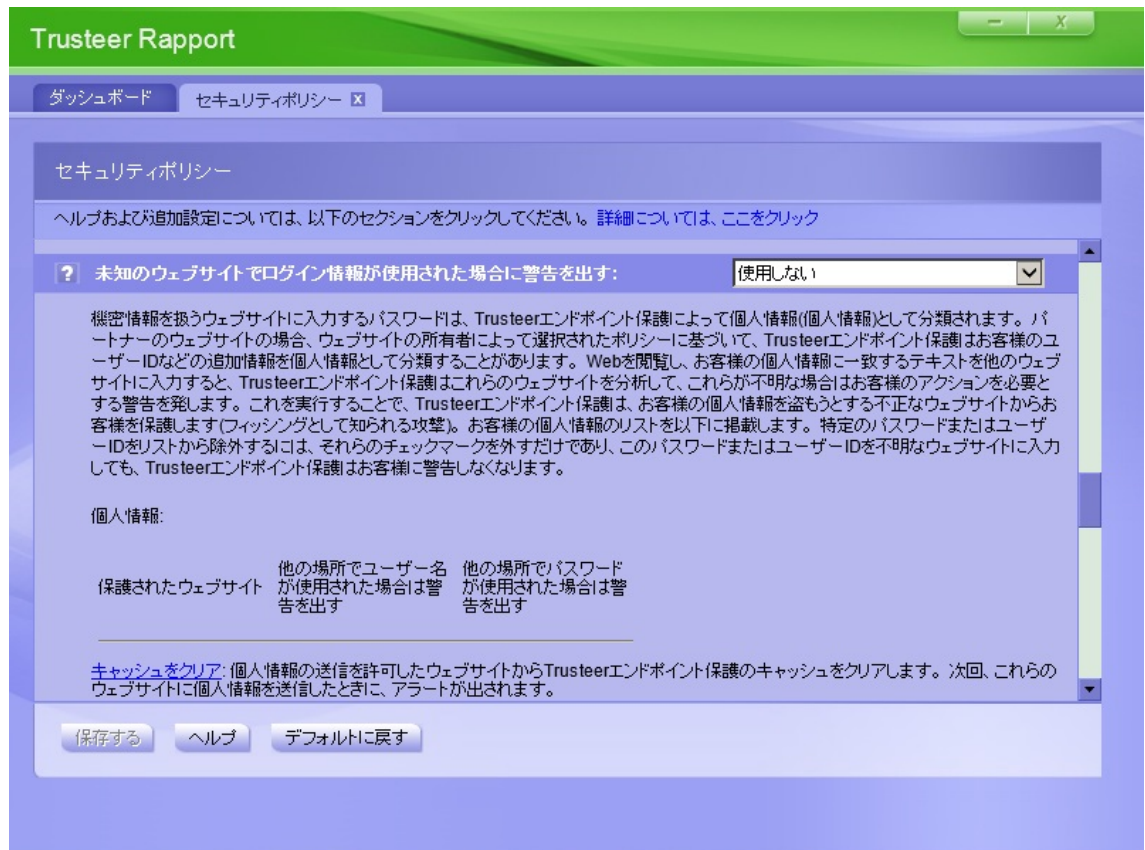 Trusteer Rapport
ダッシュボード
セキュリティポリシー
セキュリティポリシー
ヘルプおよび追加設定については、以下のセクションをクリックしてください。詳細については、ここをクリック
? 未知のウェブサイトでログイン情報が使用された場合に警告を出す: 使用しない
機密情報を扱うウェブサイトに入力するパスワードは、Trusteerエンドポイント保護によって個人情報(個人情報)として分類されます。パ
ートナーのウェブサイトの場合、ウェブサイトの所有者によって選択されたポリシーに基づいて、Trusteerエンドポイント保護はお客様のユ
ーザーIDなどの追加情報を個人情報として分類することがあります。Webを閲覧し、お客様の個人情報に一致するテキストを他のウェブ
サイトに入力すると、Trusteerエンドポイント保護はこれらのウェブサイトを分析して、これらが不明な場合はお客様のアクションを必要と
する警告を発します。これを実行することで、Trusteerエンドポイント保護は、お客様の個人情報を盗もうとする不正なウェブサイトからお
客様を保護します(フィッシングとして知られる攻撃)。お客様の個人情報のリストを以下に掲載します。特定のパスワードまたはユーザ
ーIDをリストから除外するには、それらのチェックマークを外すだけであり、このパスワードまたはユーザーIDを不明なウェブサイトに入力
しても、Trusteerエンドポイント保護はお客様に警告しなくなります。
個人情報:
保護されたウェブサイト
他の場所でユーザー名
が使用された場合は警
告を出す
他の場所でパスワード
が使用された場合は警
告を出す
キャッシュをクリア: 個人情報の送信を許可したウェブサイトからTrusteerエンドポイント保護のキャッシュをクリアします。次回、これらの
ウェブサイトに個人情報を送信したときに、アラートが出されます。
保存する ヘルプ デフォルトに戻す